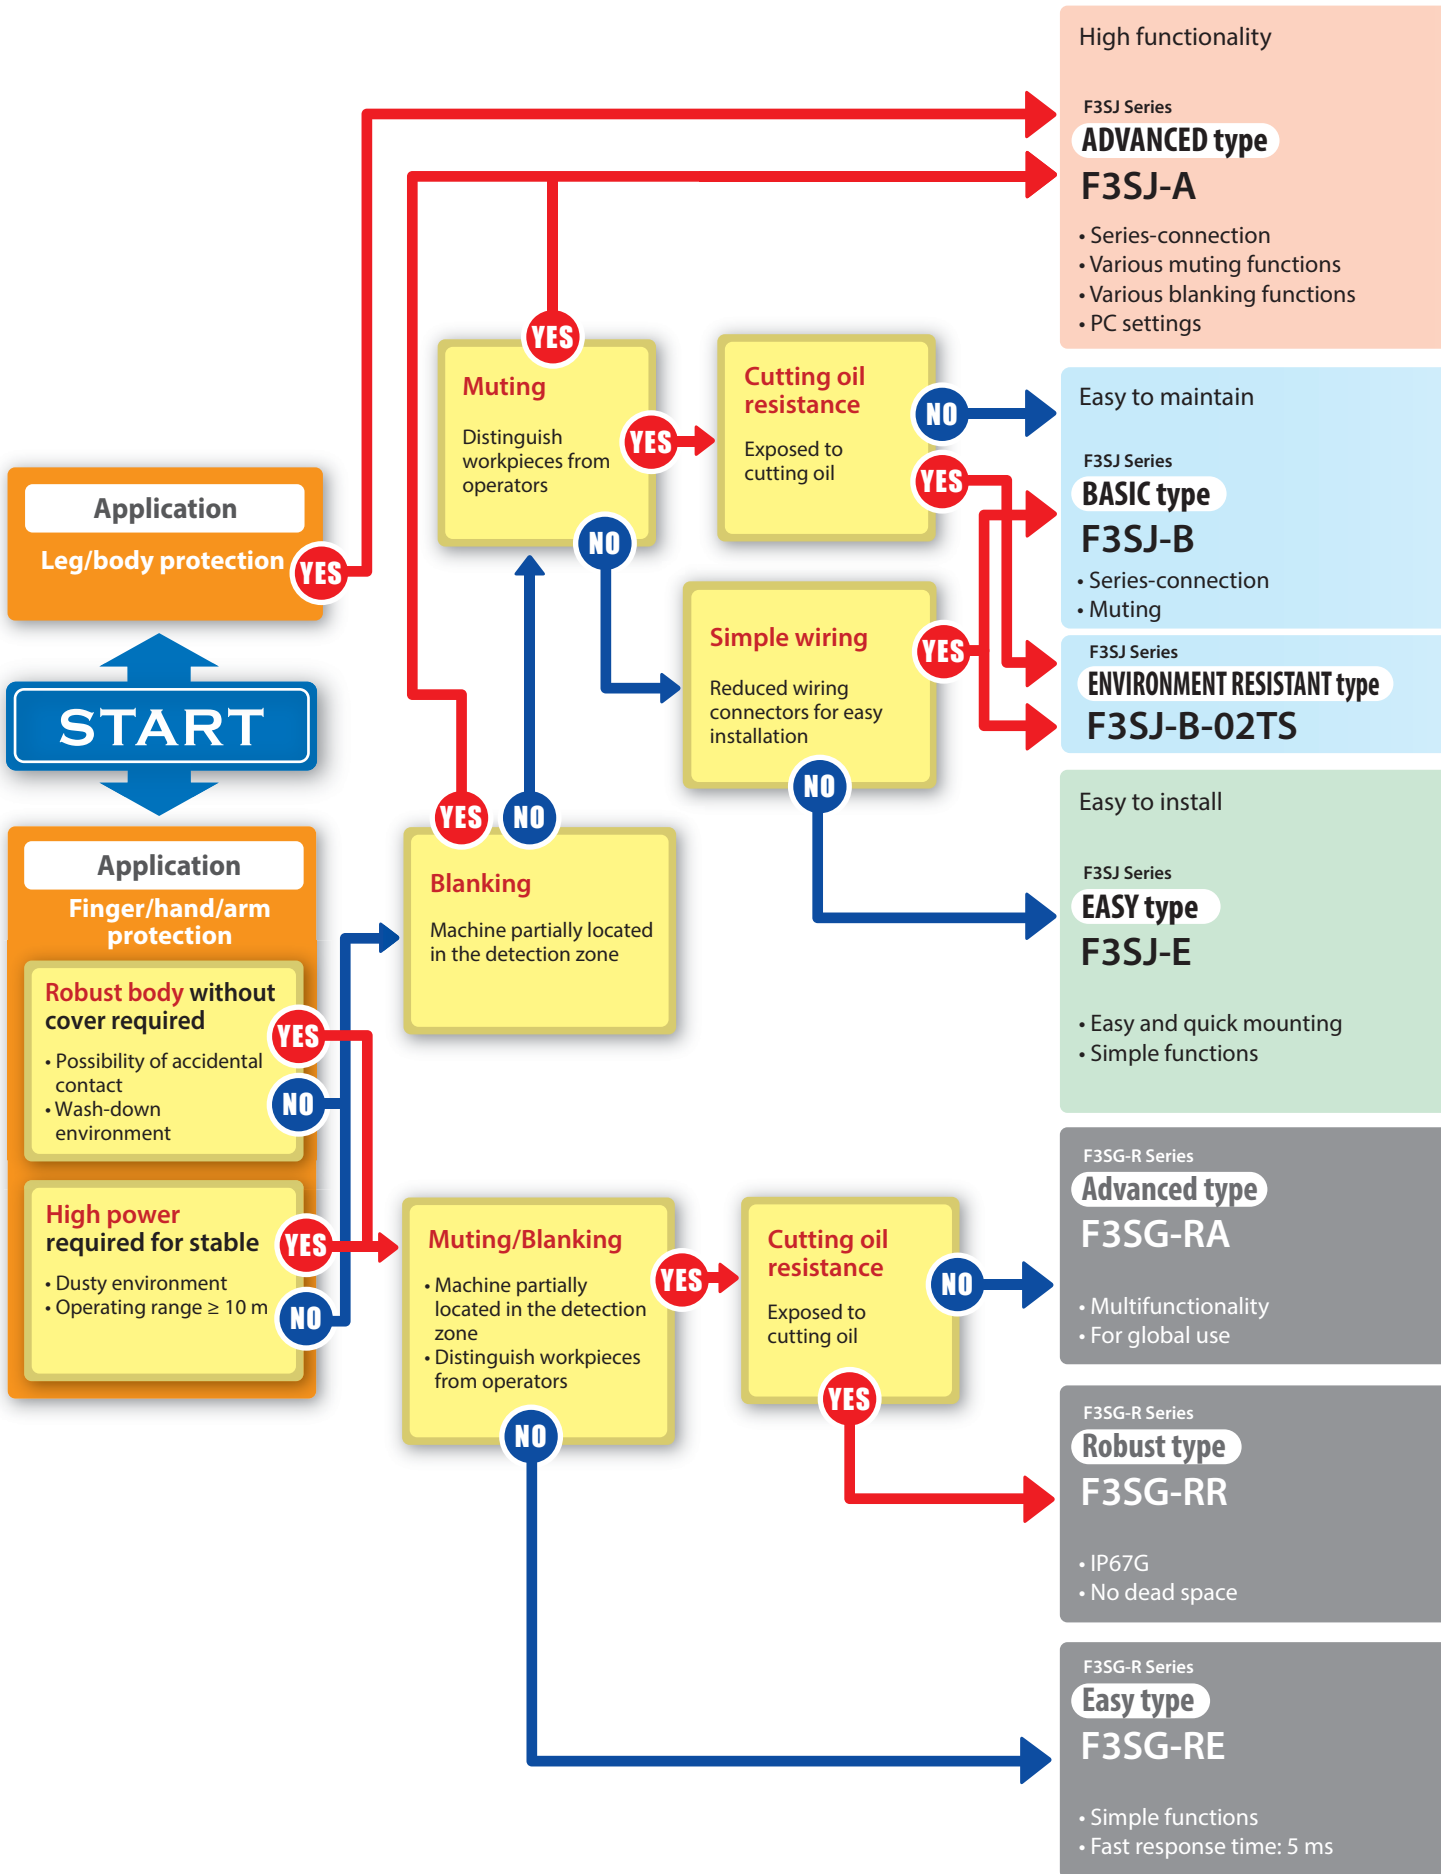 High functionality
F3SJ Series
ADVANCED type
F3SJ-A
• Series-connection
• Various muting functions
• Various blanking functions
• PC settings
YES
Muting
Distinguish
workpieces from
operators
YES
NO
Cutting oil
resistance
Exposed to
cutting oil
NO
YES
Easy to maintain
F3SJ Series
BASIC type
F3SJ-B
• Series-connection
• Muting
Application
Leg/body protection
YES
Simple wiring
Reduced wiring
connectors for easy
installation
YES
NO
F3SJ Series
ENVIRONMENT RESISTANT type
F3SJ-B-02TS
START
Easy to install
F3SJ Series
EASY type
F3SJ-E
• Easy and quick mounting
• Simple functions
YES
NO
Blanking
Machine partially located
in the detection zone
Application
Finger/hand/arm
protection
Robust body without
cover required
• Possibility of accidental
contact
• Wash-down
environment
YES
NO
High power
required for stable
• Dusty environment
• Operating range ≥ 10 m
YES
NO
Muting/Blanking
• Machine partially
located in the detection
zone
• Distinguish workpieces
from operators
YES
NO
Cutting oil
resistance
Exposed to
cutting oil
NO
YES
F3SG-R Series
Advanced type
F3SG-RA
• Multifunctionality
• For global use
F3SG-R Series
Robust type
F3SG-RR
• IP67G
• No dead space
F3SG-R Series
Easy type
F3SG-RE
• Simple functions
• Fast response time: 5 ms